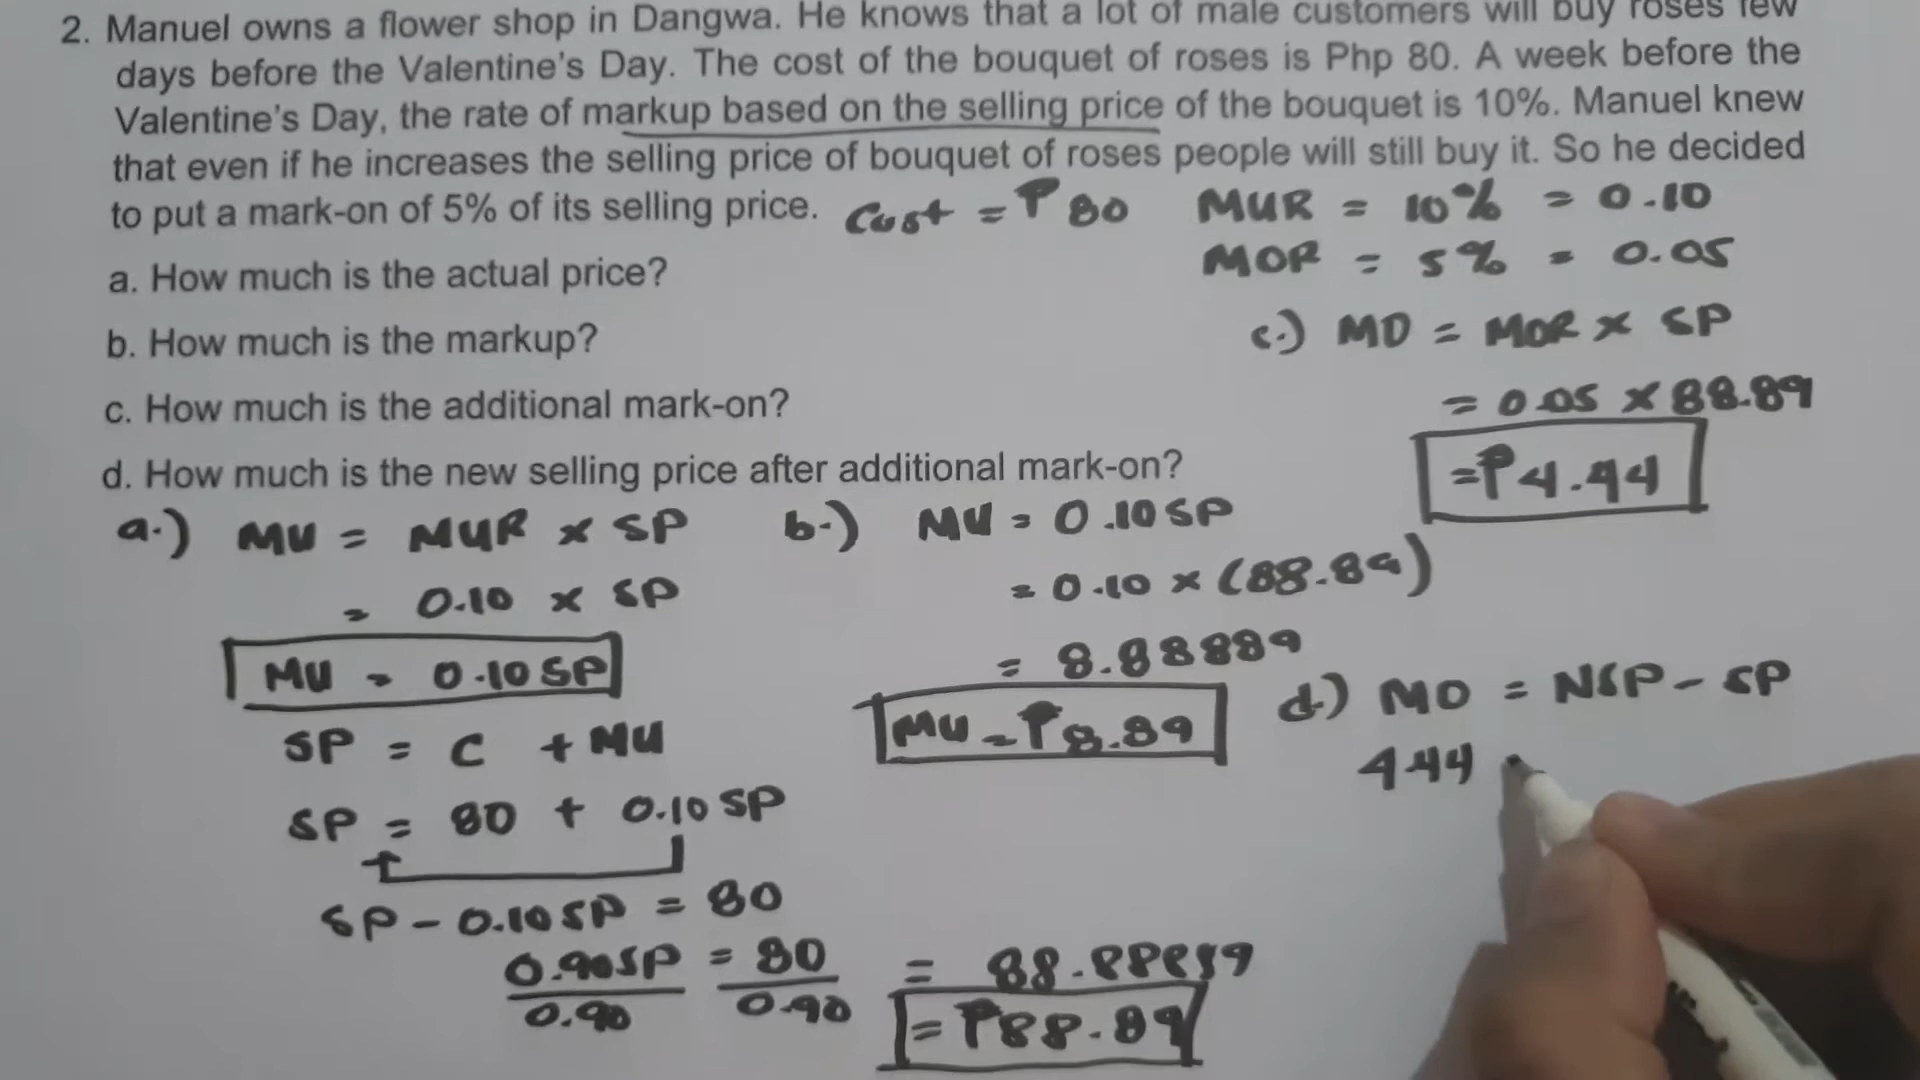 2. Manuel owns a flower shop in Dangwa. He knows that a lot of male customers will buy roses few
days before the Valentine's Day. The cost of the bouquet of roses is Php 80. A week before the
Valentine's Day, the rate of markup based on the selling price of the bouquet is 10%. Manuel knew
that even if he increases the selling price of bouquet of roses people will still buy it. So he decided
to put a mark-on of 5% of its selling price.
Cost = ₱80
MUR = 10% = 0.10
MOR = 5% = 0.05
a. How much is the actual price?
b. How much is the markup?
c. How much is the additional mark-on?
d. How much is the new selling price after additional mark-on?
a.) MU = MUR x SP
= 0.10 x SP
MU = 0.10 SP
SP = C + MU
SP = 80 + 0.10 SP
SP - 0.10 SP = 80
0.90SP = 80
0.90 0.90
= 88.88889
= ₱88.89
b.) MU = 0.10 SP
= 0.10 x (88.89)
= 8.88889
MU = ₱8.89
c.) MO = MOR x SP
= 0.05 x 88.89
= ₱4.44
d.) MO = NSP - SP
4.44